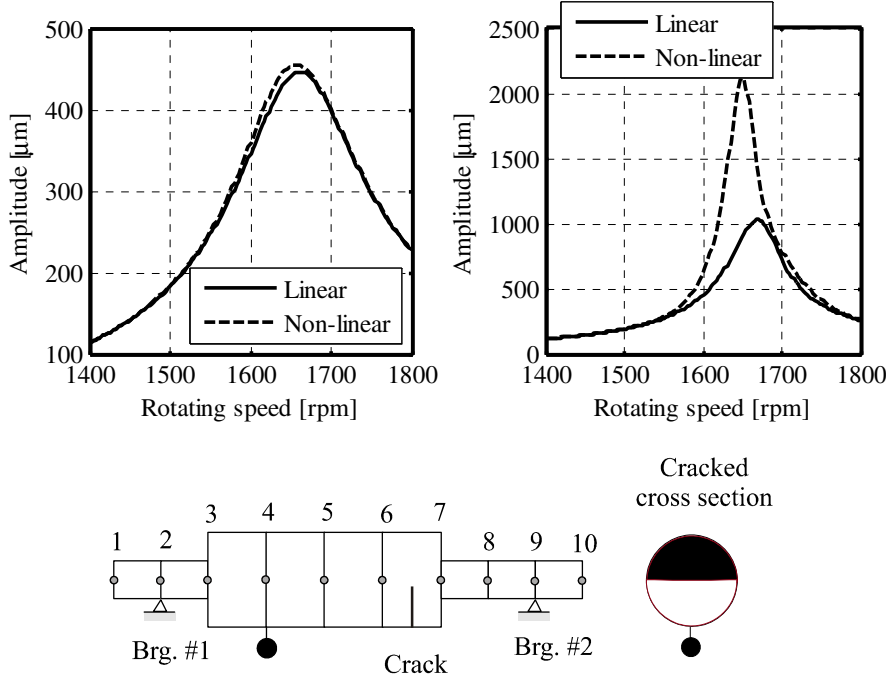 500
400
300
200
100
Amplitude [μm]
1400
1500
1600
1700
1800
Rotating speed [rpm]
Linear
Non-linear
2500
2000
1500
1000
500
0
Amplitude [μm]
1400
1500
1600
1700
1800
Rotating speed [rpm]
Linear
Non-linear
1
2
3
4
5
6
7
8
9
10
Brg. #1
Crack
Brg. #2
Cracked
cross section